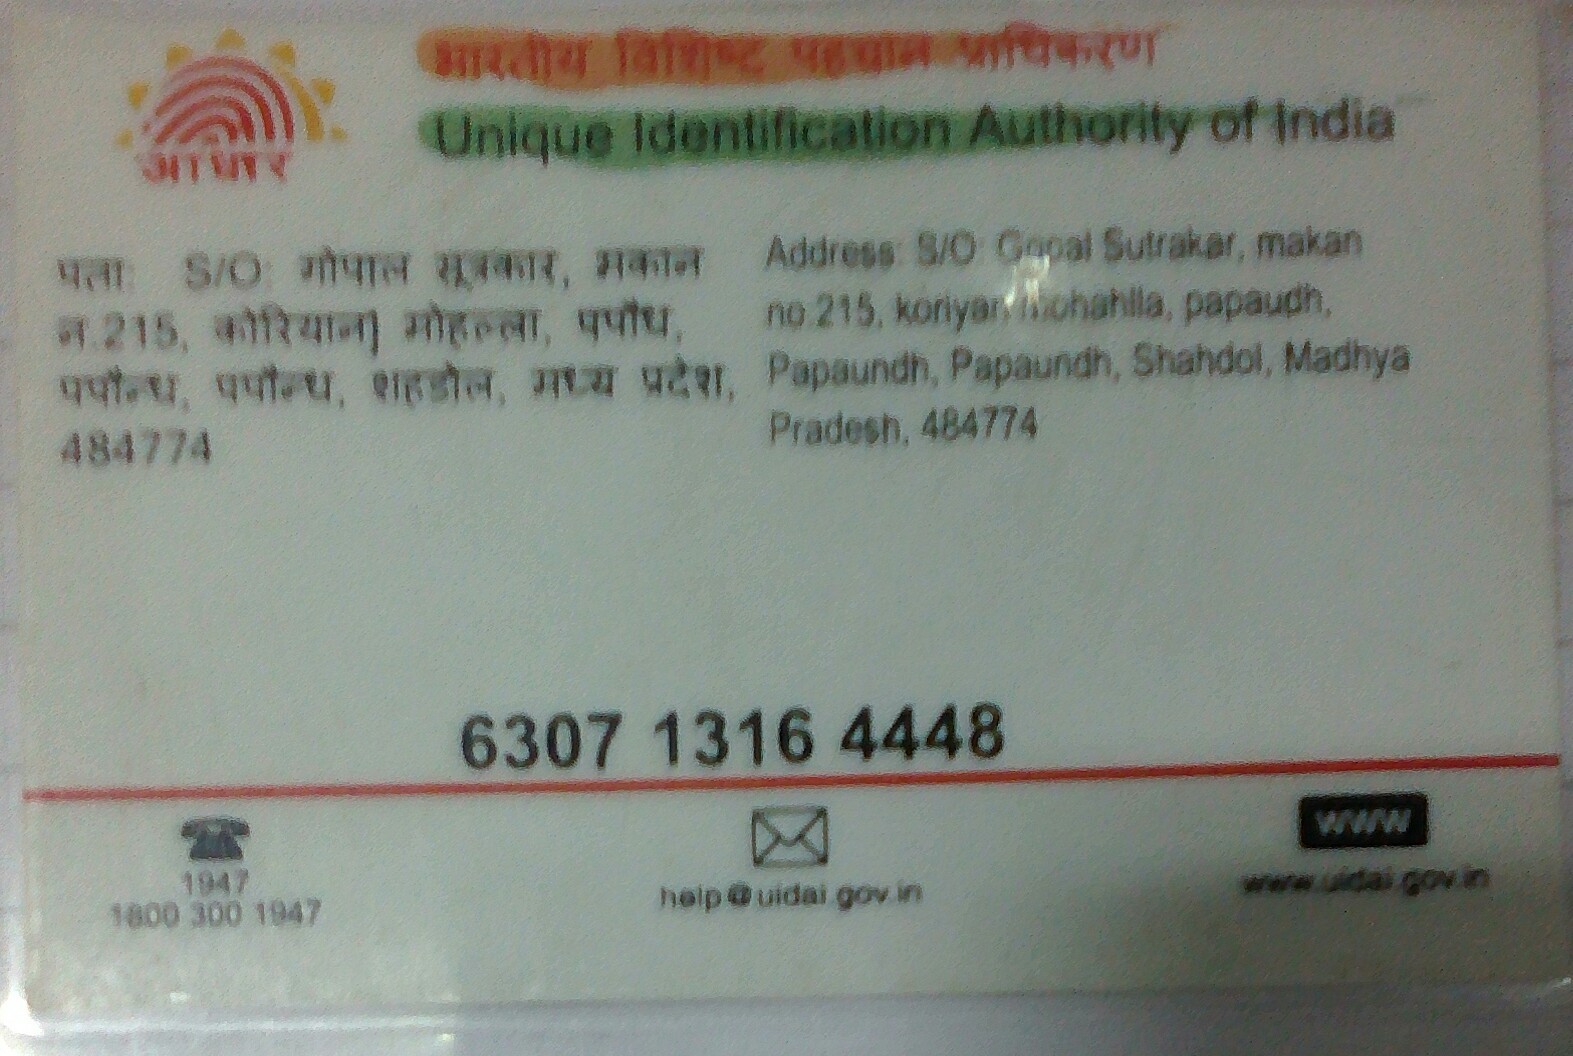 आधार
भारतीय विशिष्ट पहचान प्राधिकरण
Unique Identification Authority of India
पता: S/O: गोपाल सूत्रकार, मकान
न.215, कोरियान] मोहल्ला, पपौध,
पपौन्ध, पपौन्ध, शहडोल, मध्य प्रदेश,
484774
Address: S/O: Gopal Sutrakar, makan
no.215, koriyan mohahlla, papaudh,
Papaundh, Papaundh, Shahdol, Madhya
Pradesh, 484774
6307 1316 4448
1947
1800 300 1947
help@uidai.gov.in
www
www.uidai.gov.in